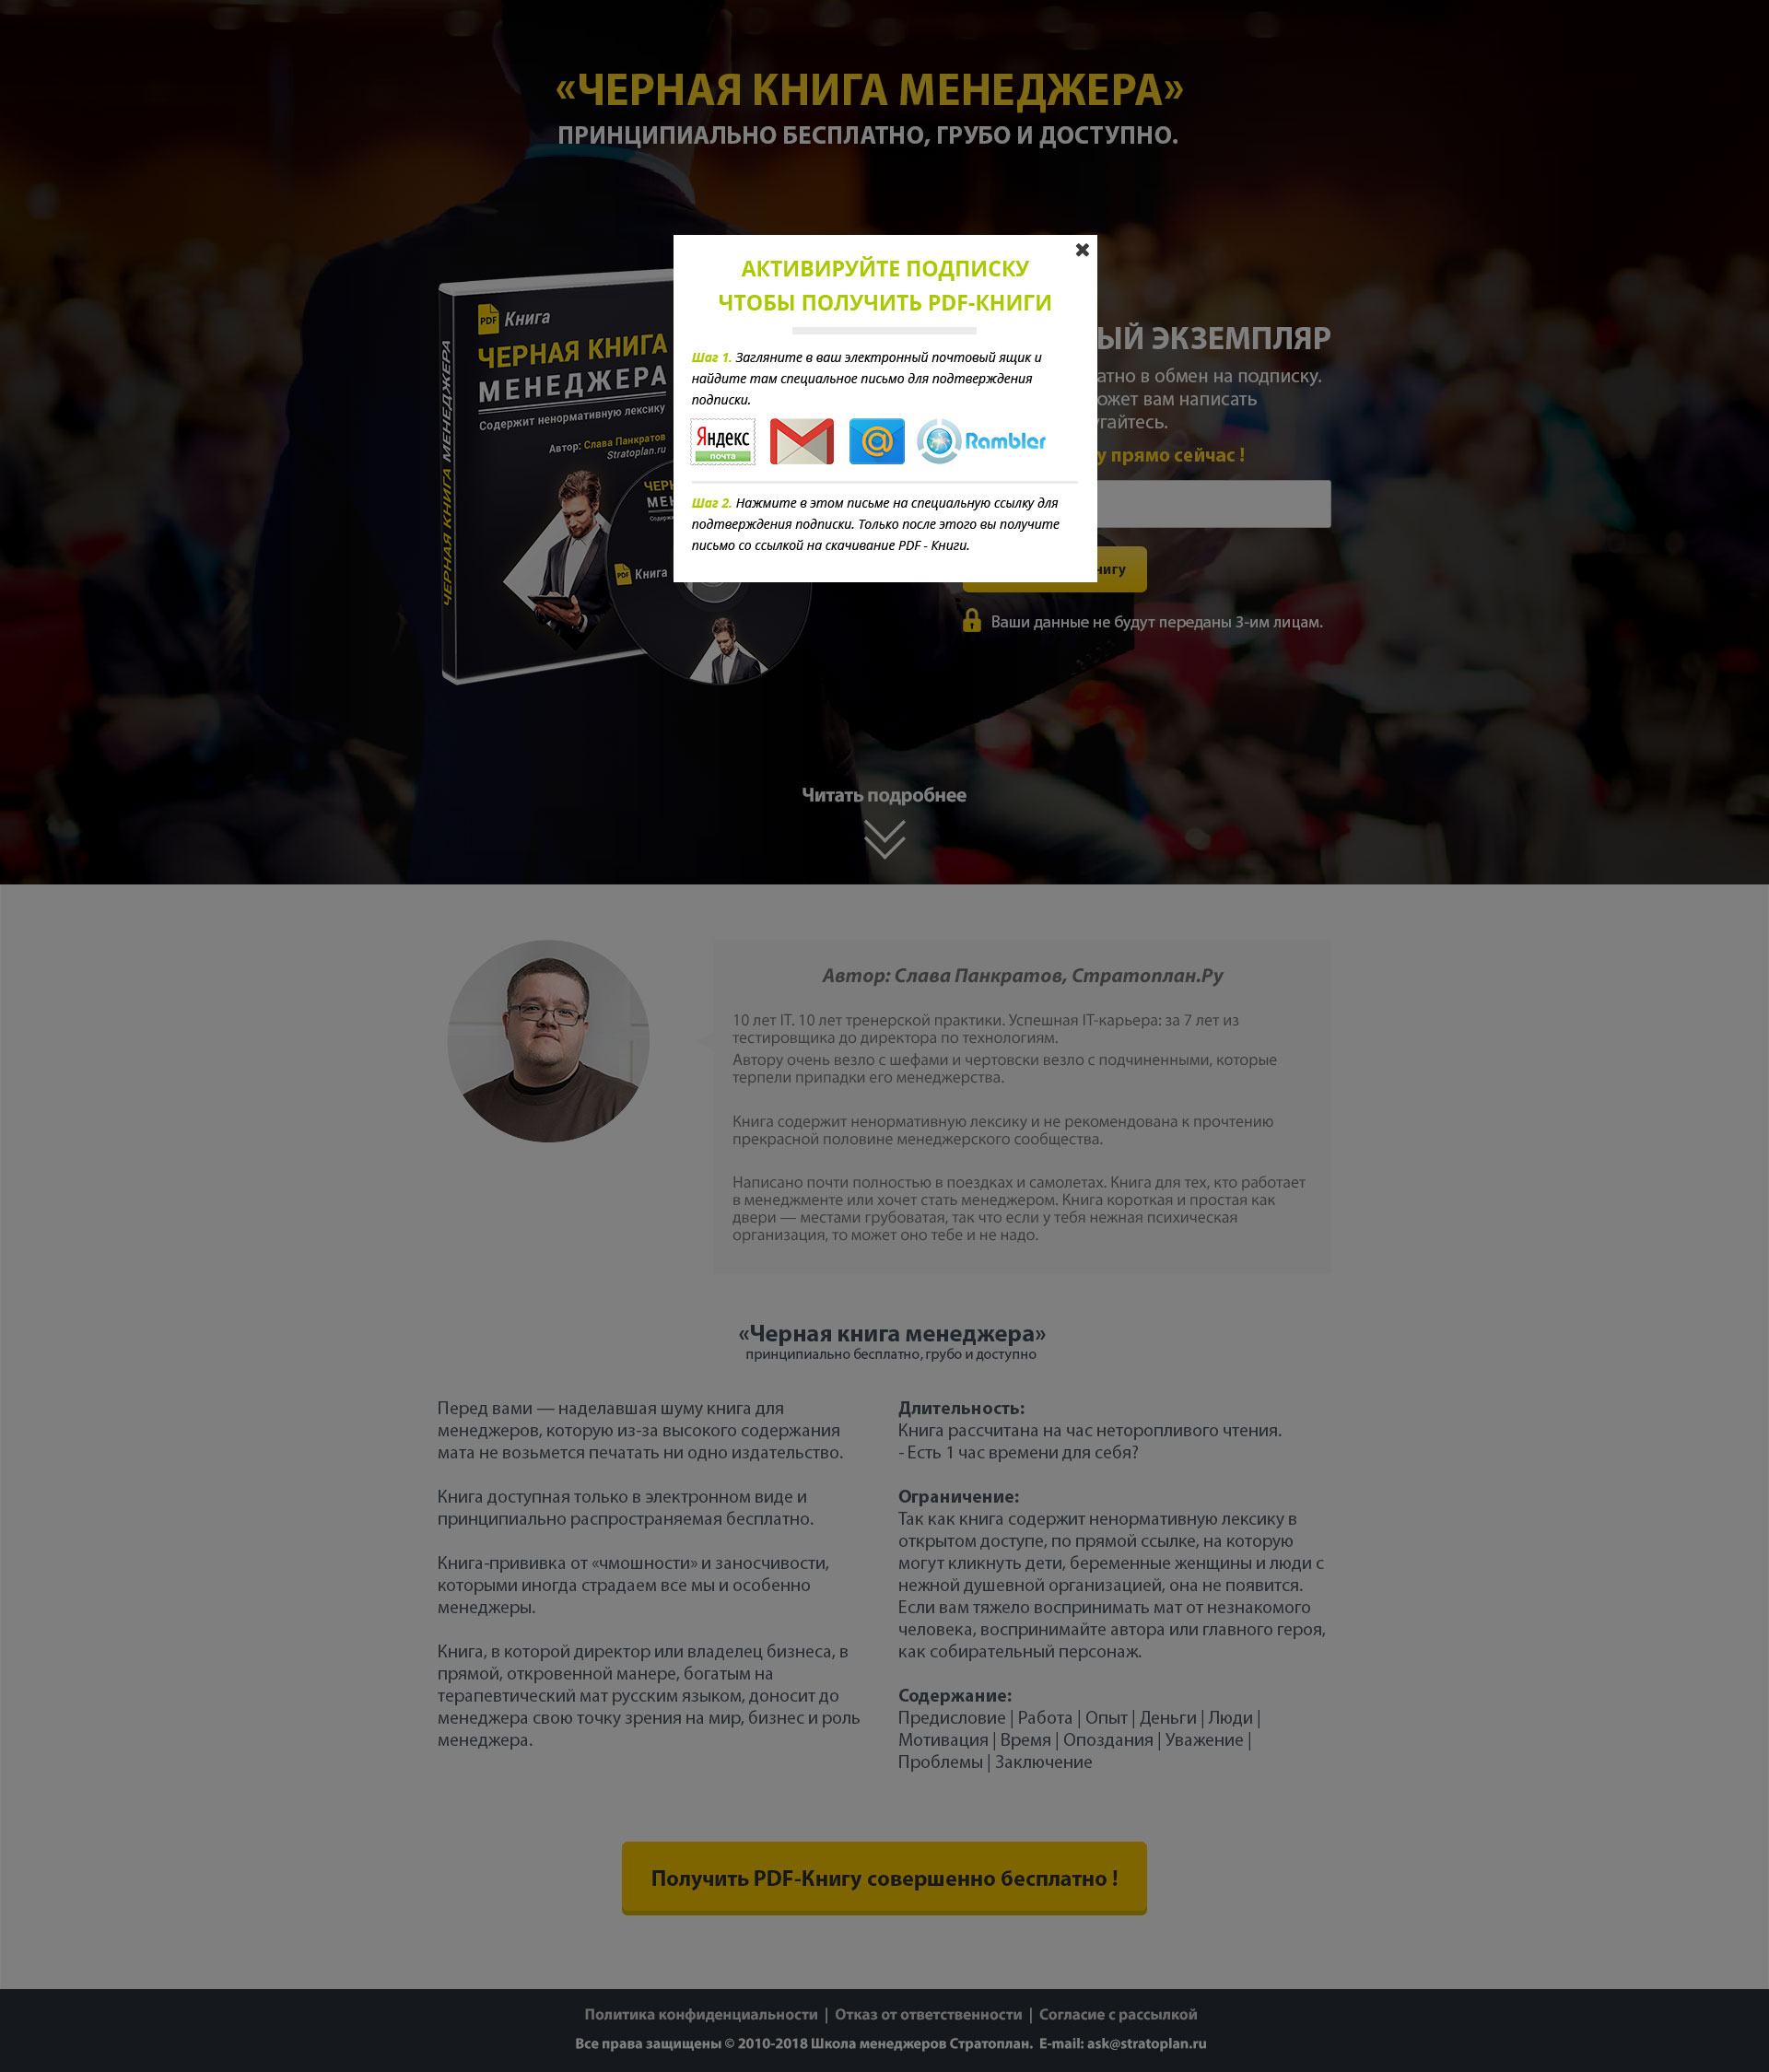 «ЧЕРНАЯ КНИГА МЕНЕДЖЕРА»
ПРИНЦИПИАЛЬНО БЕСПЛАТНО, ГРУБО И ДОСТУПНО.
АКТИВИРУЙТЕ ПОДПИСКУ
ЧТОБЫ ПОЛУЧИТЬ PDF-КНИГИ
Шаг 1. Загляните в ваш электронный почтовый ящик и
найдите там специальное письмо для подтверждения
подписки.
Яндекс
почта
Rambler
Шаг 2. Нажмите в этом письме на специальную ссылку для
подтверждения подписки. Только после этого вы получите
письмо со ссылкой на скачивание PDF - Книги.
PDF Книга
ЧЕРНАЯ КНИГА
МЕНЕДЖЕРА
Содержит ненормативную лексику
Автор: Слава Панкратов
Stratoplan.ru
ЧЕРНАЯ КНИГА МЕНЕДЖЕРА
PDF Книга
ЭКЗЕМПЛЯР
в обмен на подписку.
вам написать
прямо сейчас !
Ваши данные не будут переданы 3-им лицам.
Читать подробнее
Автор: Слава Панкратов, Стратоплан.Ру
10 лет IT. 10 лет тренерской практики. Успешная IT-карьера: за 7 лет из
тестировщика до директора по технологиям.
Автору очень везло с шефами и чертовски везло с подчиненными, которые
терпели припадки его менеджерства.
Книга содержит ненормативную лексику и не рекомендована к прочтению
прекрасной половине менеджерского сообщества.
Написано почти полностью в поездках и самолетах. Книга для тех, кто работает
в менеджменте или хочет стать менеджером. Книга короткая и простая как
двери — местами грубоватая, так что если у тебя нежная психическая
организация, то может оно тебе и не надо.
«Черная книга менеджера»
принципиально бесплатно, грубо и доступно
Перед вами — наделавшая шуму книга для
менеджеров, которую из-за высокого содержания
мата не возьмется печатать ни одно издательство.
Книга доступная только в электронном виде и
принципиально распространяемая бесплатно.
Книга-прививка от «чмошности» и заносчивости,
которыми иногда страдаем все мы и особенно
менеджеры.
Книга, в которой директор или владелец бизнеса, в
прямой, откровенной манере, богатым на
терапевтический мат русским языком, доносит до
менеджера свою точку зрения на мир, бизнес и роль
менеджера.
Длительность:
Книга рассчитана на час неторопливого чтения.
- Есть 1 час времени для себя?
Ограничение:
Так как книга содержит ненормативную лексику в
открытом доступе, по прямой ссылке, на которую
могут кликнуть дети, беременные женщины и люди с
нежной душевной организацией, она не появится.
Если вам тяжело воспринимать мат от незнакомого
человека, воспринимайте автора или главного героя,
как собирательный персонаж.
Содержание:
Предисловие | Работа | Опыт | Деньги | Люди |
Мотивация | Время | Опоздания | Уважение |
Проблемы | Заключение
Получить PDF-Книгу совершенно бесплатно !
Политика конфиденциальности | Отказ от ответственности | Согласие с рассылкой
Все права защищены © 2010-2018 Школа менеджеров Стратоплан. E-mail: ask@stratoplan.ru